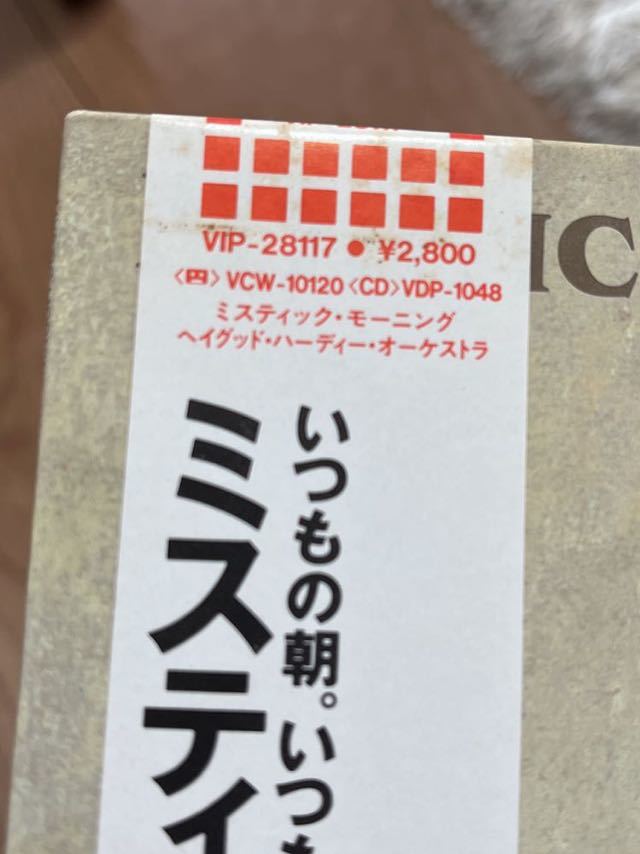 VIP-28117 ● ¥2,800
〈四〉VCW-10120〈CD〉VDP-1048
ミスティック・モーニング
ヘイグッド・ハーディー・オーケストラ
いつもの朝。いつ
ミスティ
IC